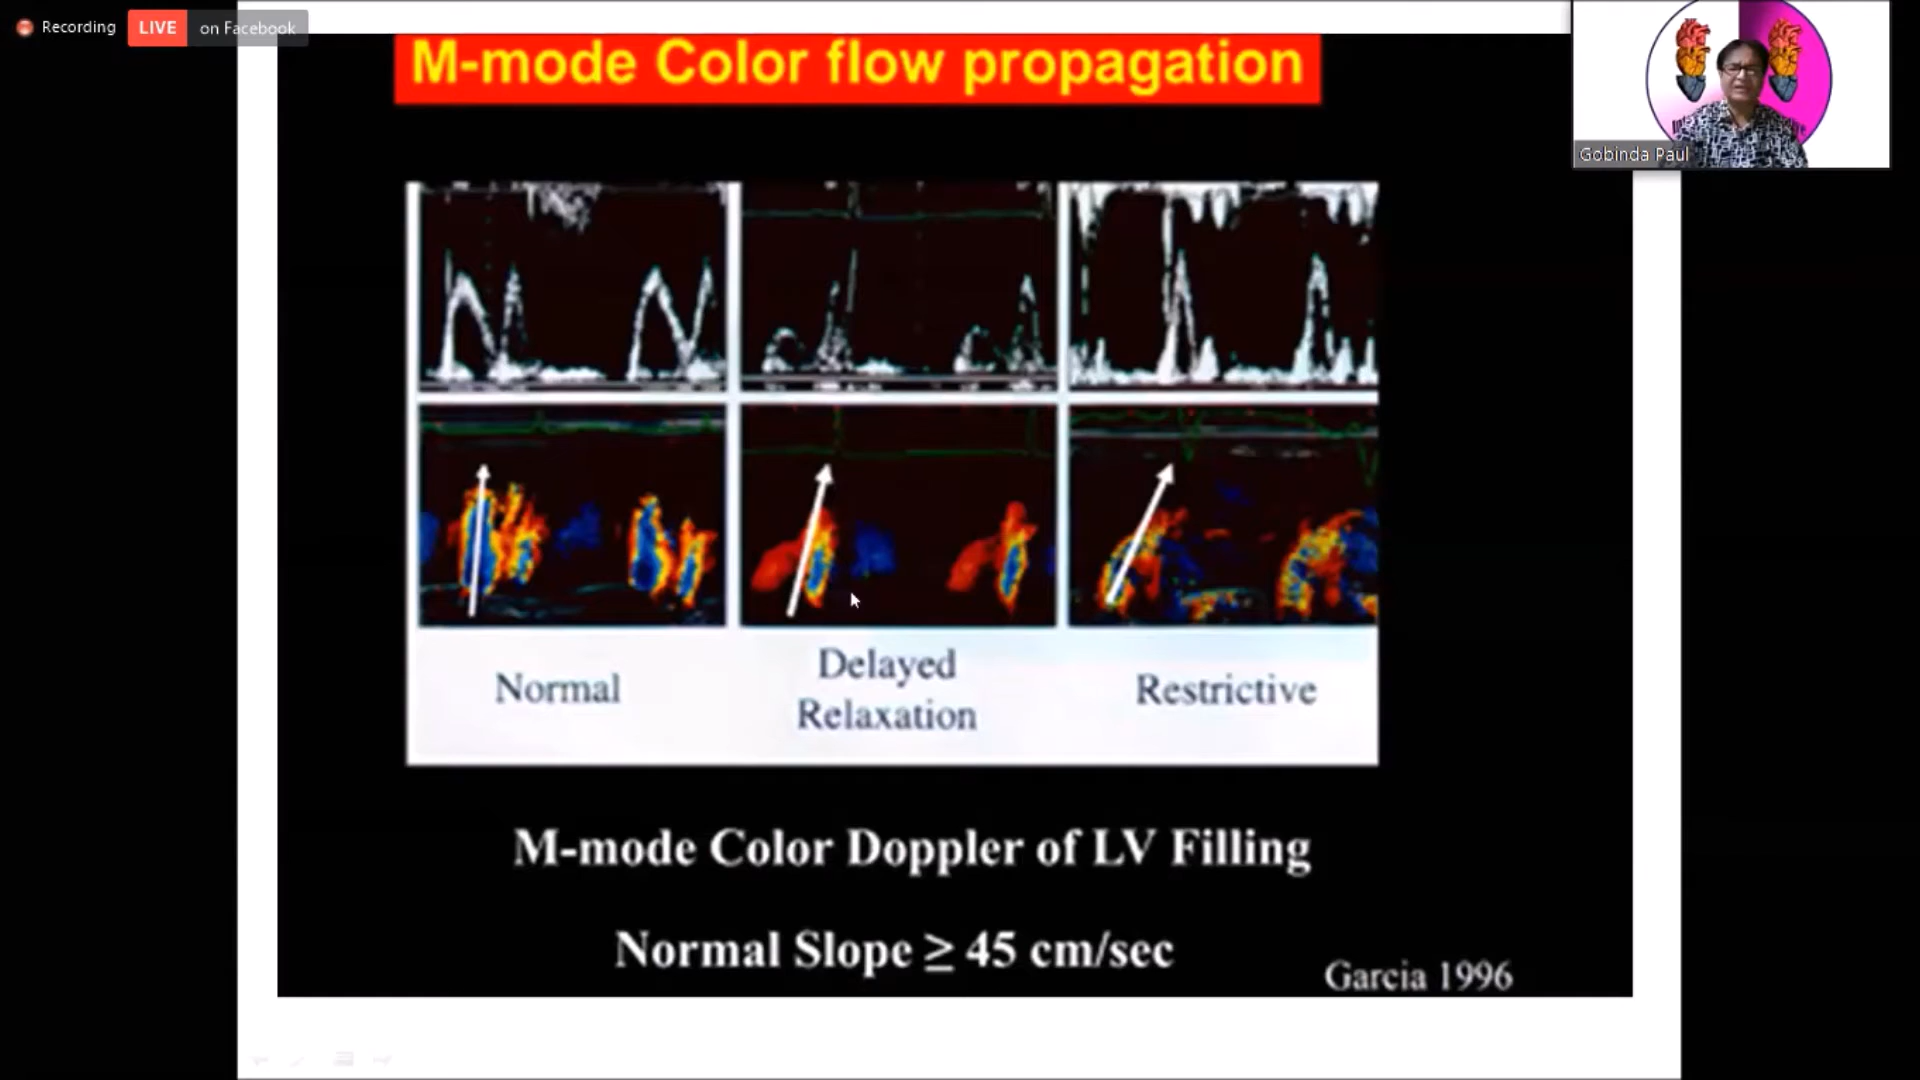 Recording
LIVE on Facebook
M-mode Color flow propagation
Gobinda Paul
Normal
Delayed
Relaxation
Restrictive
M-mode Color Doppler of LV Filling
Normal Slope ≥ 45 cm/sec
Garcia 1996